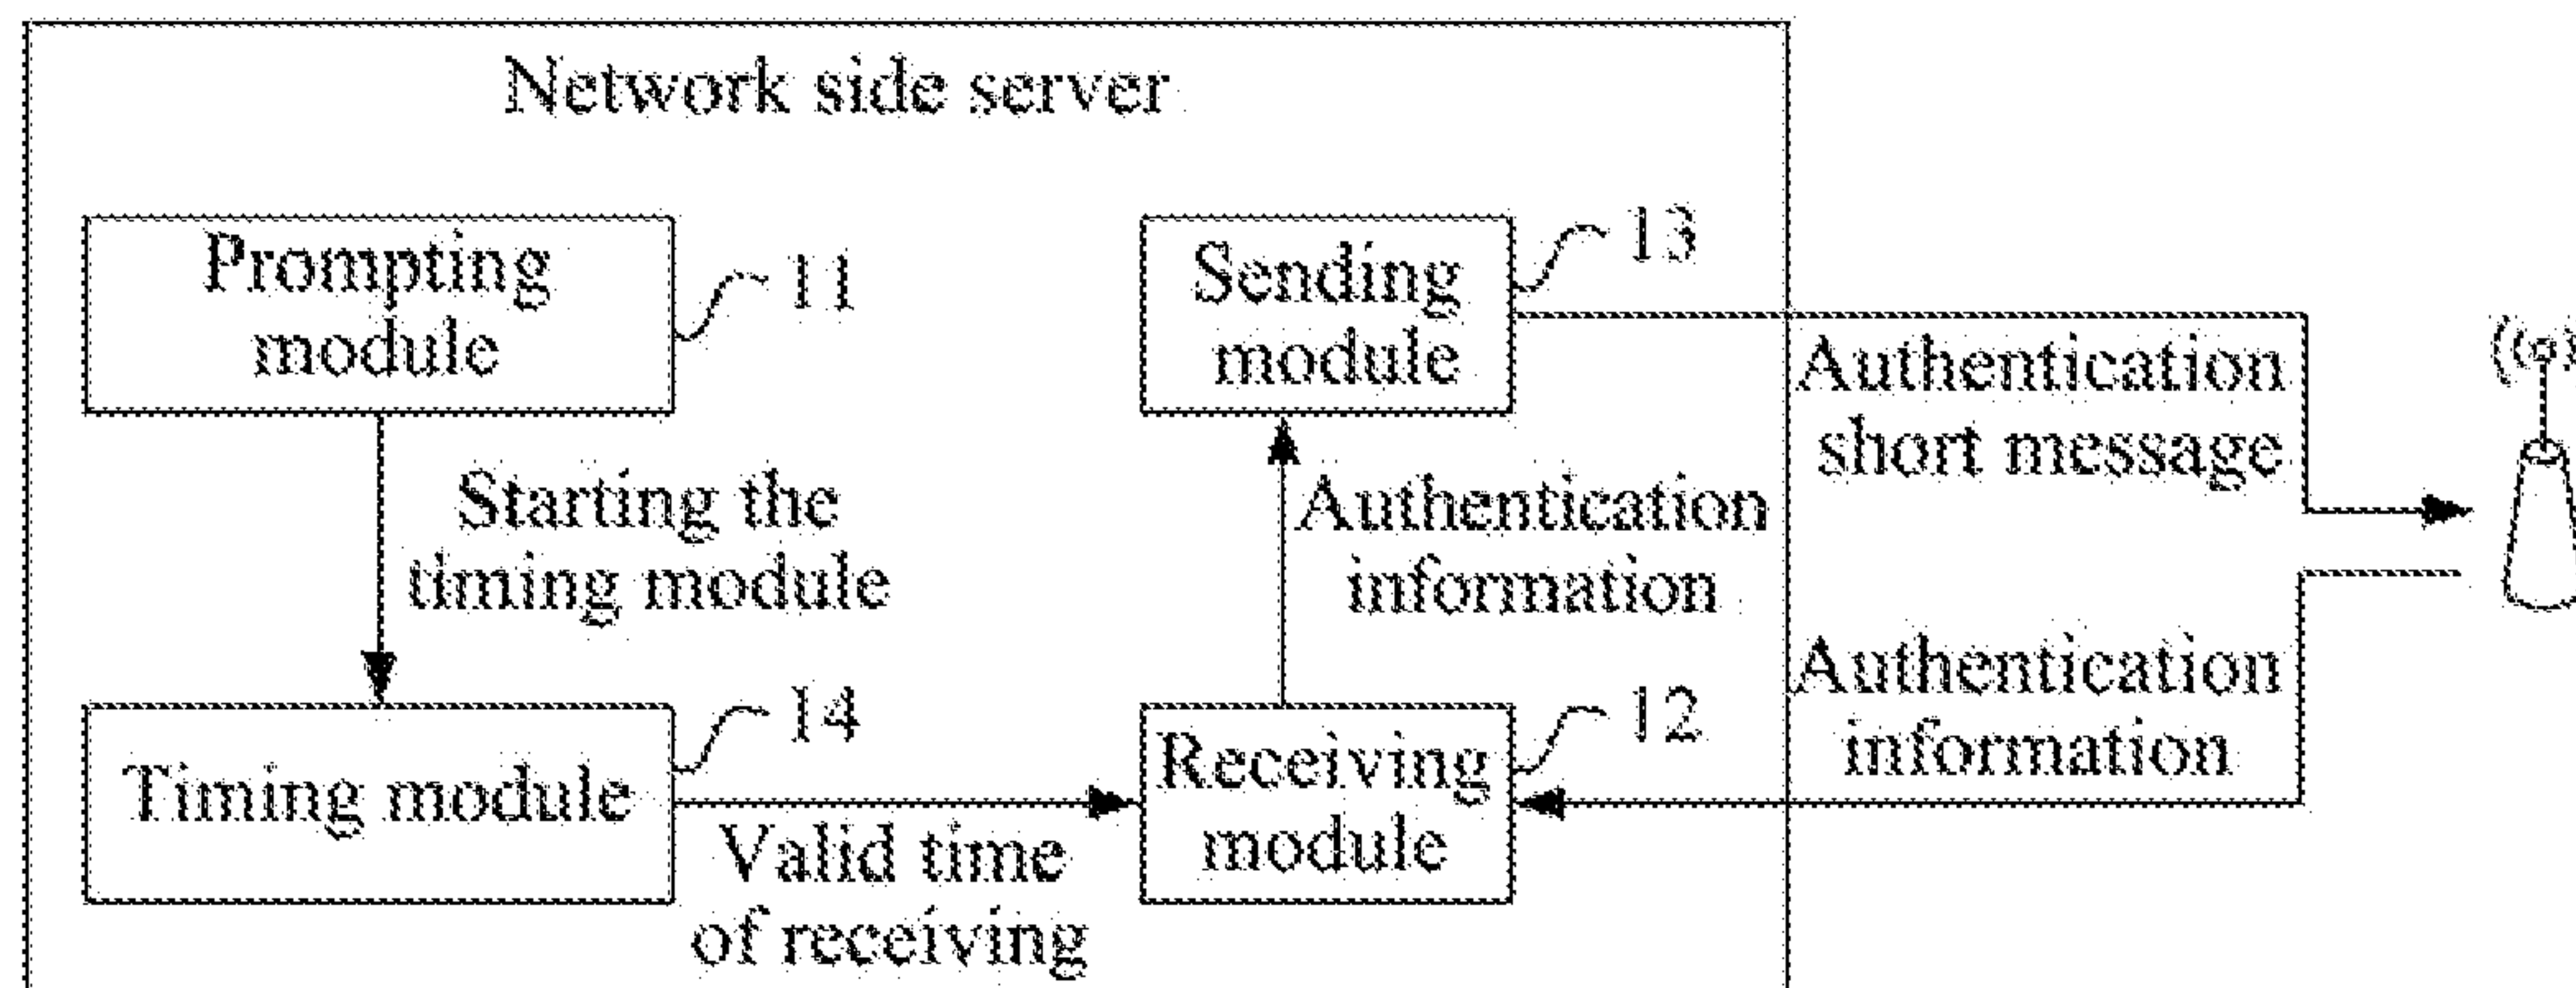 Network side server
Prompting
module
11
Sending
module
13
Authentication
short message
Starting the
timing module
Authentication
information
Authentication
information
Timing module
14
Receiving
module
12
Valid time
of receiving